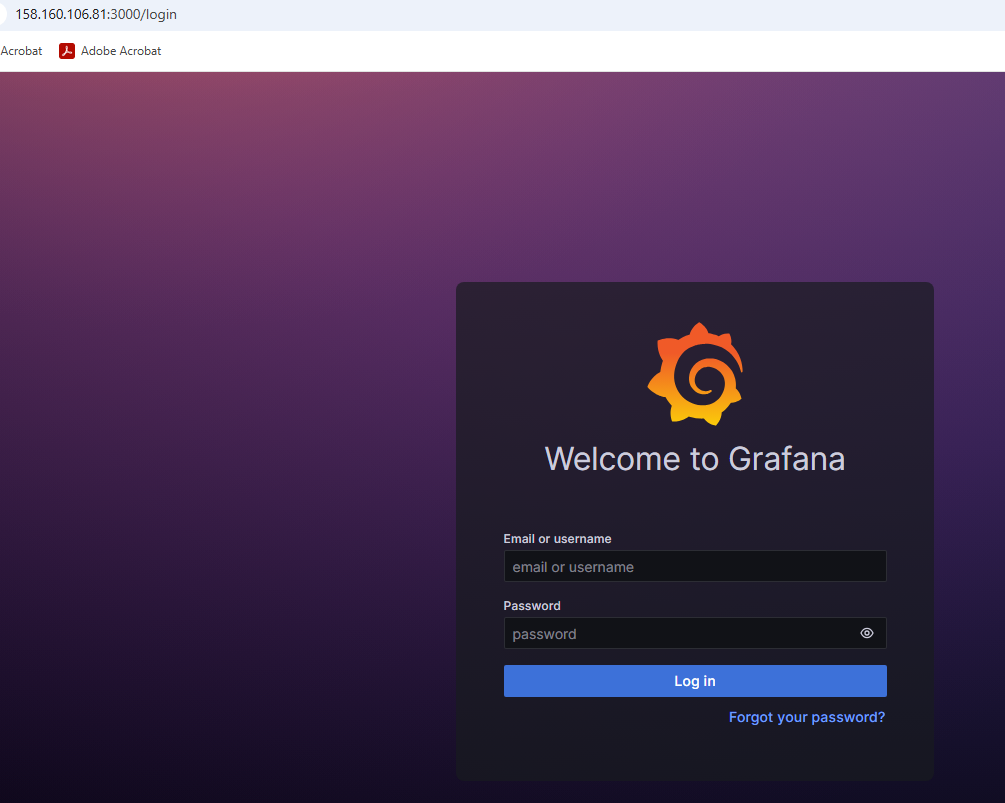 158.160.106.81:3000/login
Acrobat Adobe Acrobat
Welcome to Grafana
Email or username
email or username
Password
password
Log in
Forgot your password?